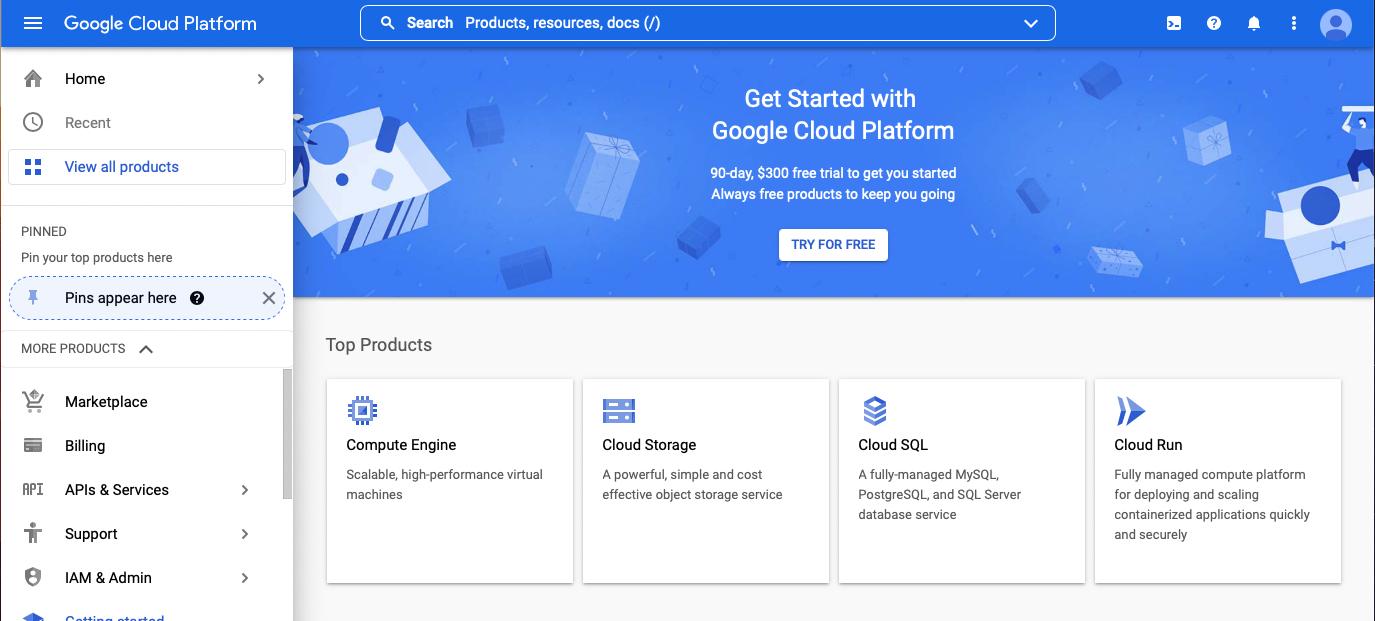 Google Cloud Platform
Search Products, resources, docs (/)
Home
Recent
View all products
PINNED
Pin your top products here
Pins appear here ?
MORE PRODUCTS
Marketplace
Billing
API APIs & Services
Support
IAM & Admin
Getting started
Get Started with
Google Cloud Platform
90-day, $300 free trial to get you started
Always free products to keep you going
TRY FOR FREE
Top Products
Compute Engine
Scalable, high-performance virtual
machines
Cloud Storage
A powerful, simple and cost
effective object storage service
Cloud SQL
A fully-managed MySQL,
PostgreSQL, and SQL Server
database service
Cloud Run
Fully managed compute platform
for deploying and scaling
containerized applications quickly
and securely